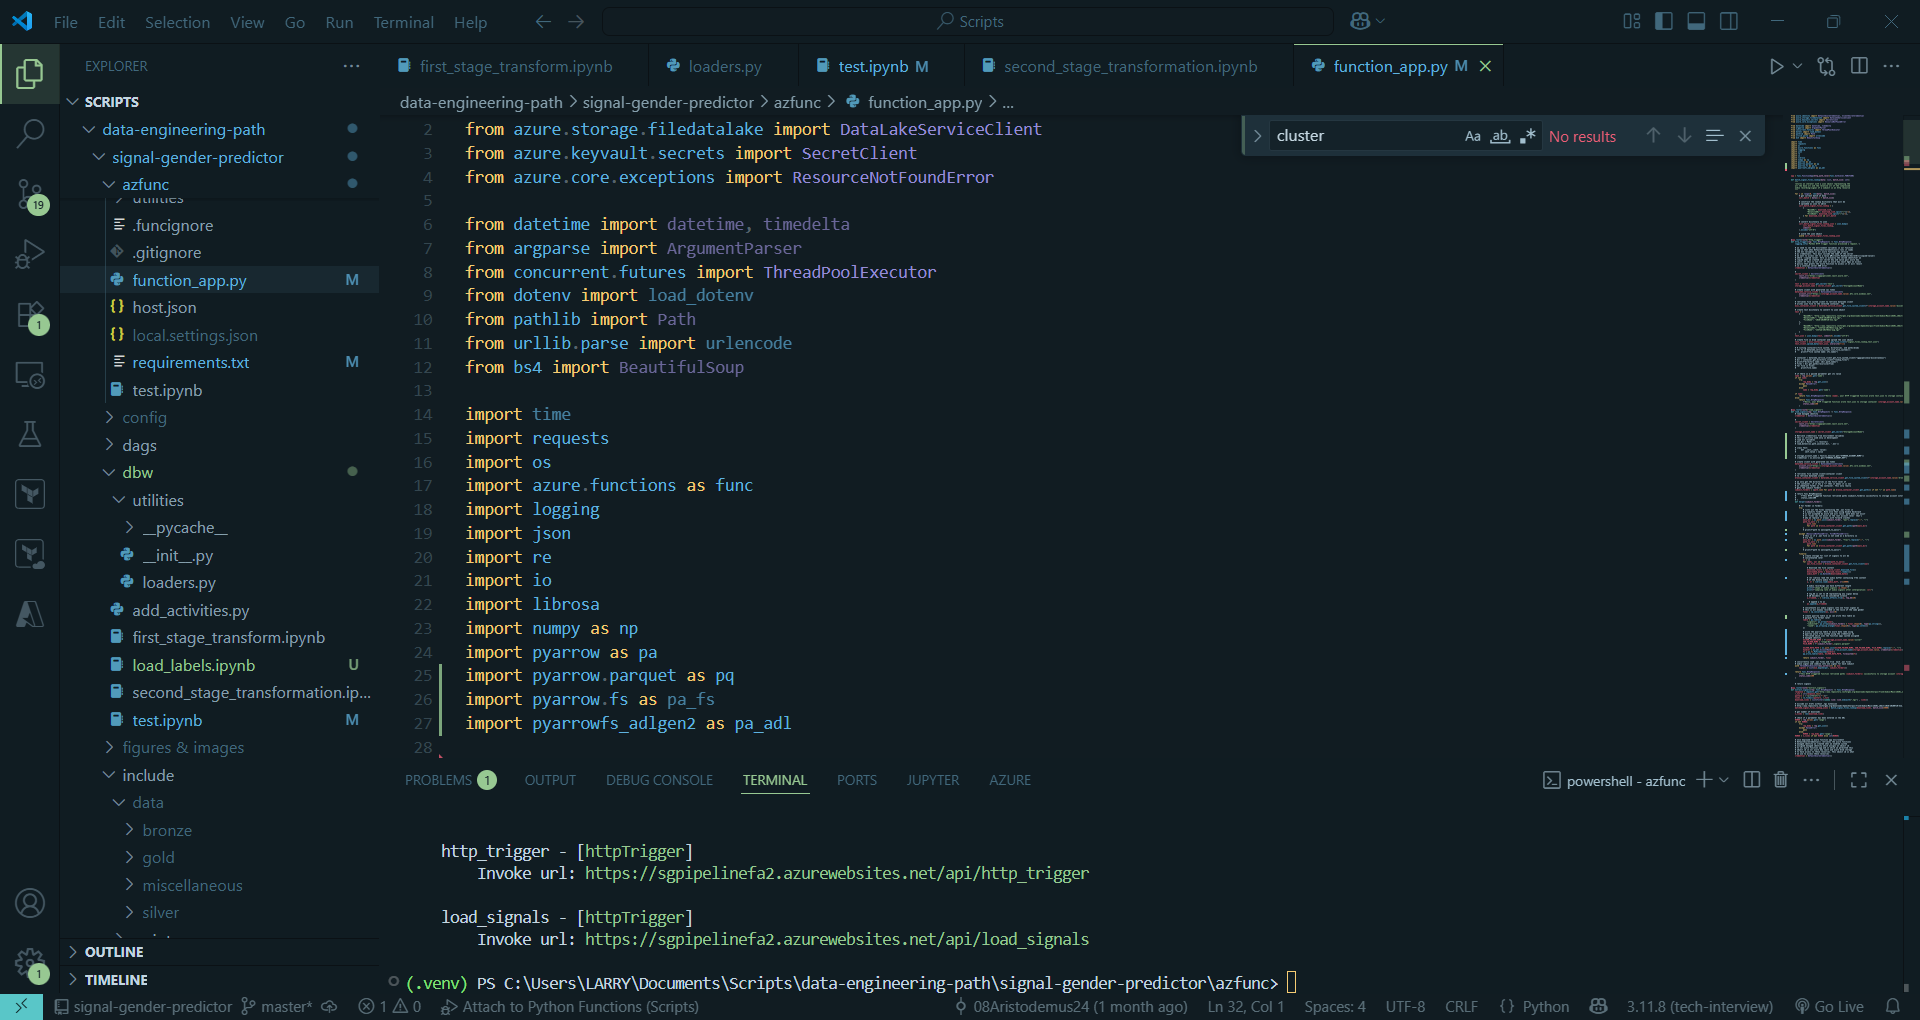 File Edit Selection View Go Run Terminal Help
Scripts
EXPLORER
first_stage_transform.ipynb
loaders.py
test.ipynb M
second_stage_transformation.ipynb
function_app.py M
SCRIPTS
data-engineering-path
signal-gender-predictor
azfunc
utilities
.funcignore
.gitignore
function_app.py M
host.json
local.settings.json
requirements.txt M
test.ipynb
config
dags
dbw
utilities
__pycache__
__init__.py
loaders.py
add_activities.py
first_stage_transform.ipynb
load_labels.ipynb U
second_stage_transformation.ip...
test.ipynb M
figures & images
include
data
bronze
gold
miscellaneous
silver
OUTLINE
TIMELINE
19
1
1
data-engineering-path > signal-gender-predictor > azfunc > function_app.py > ...
cluster Aa ab .* No results
2 from azure.storage.filedatalake import DataLakeServiceClient
3 from azure.keyvault.secrets import SecretClient
4 from azure.core.exceptions import ResourceNotFoundError
5
6 from datetime import datetime, timedelta
7 from argparse import ArgumentParser
8 from concurrent.futures import ThreadPoolExecutor
9 from dotenv import load_dotenv
10 from pathlib import Path
11 from urllib.parse import urlencode
12 from bs4 import BeautifulSoup
13
14 import time
15 import requests
16 import os
17 import azure.functions as func
18 import logging
19 import json
20 import re
21 import io
22 import librosa
23 import numpy as np
24 import pyarrow as pa
25 import pyarrow.parquet as pq
26 import pyarrow.fs as pa_fs
27 import pyarrowfs_adlgen2 as pa_adl
28
PROBLEMS 1 OUTPUT DEBUG CONSOLE TERMINAL PORTS JUPYTER AZURE
powershell - azfunc
http_trigger - [httpTrigger]
Invoke url: https://sgpipelinefa2.azurewebsites.net/api/http_trigger
load_signals - [httpTrigger]
Invoke url: https://sgpipelinefa2.azurewebsites.net/api/load_signals
(.venv) PS C:\Users\LARRY\Documents\Scripts\data-engineering-path\signal-gender-predictor\azfunc>
signal-gender-predictor master* 1 0 Attach to Python Functions (Scripts) 08Aristodemus24 (1 month ago) Ln 32, Col 1 Spaces: 4 UTF-8 CRLF {} Python 3.11.8 (tech-interview) Go Live